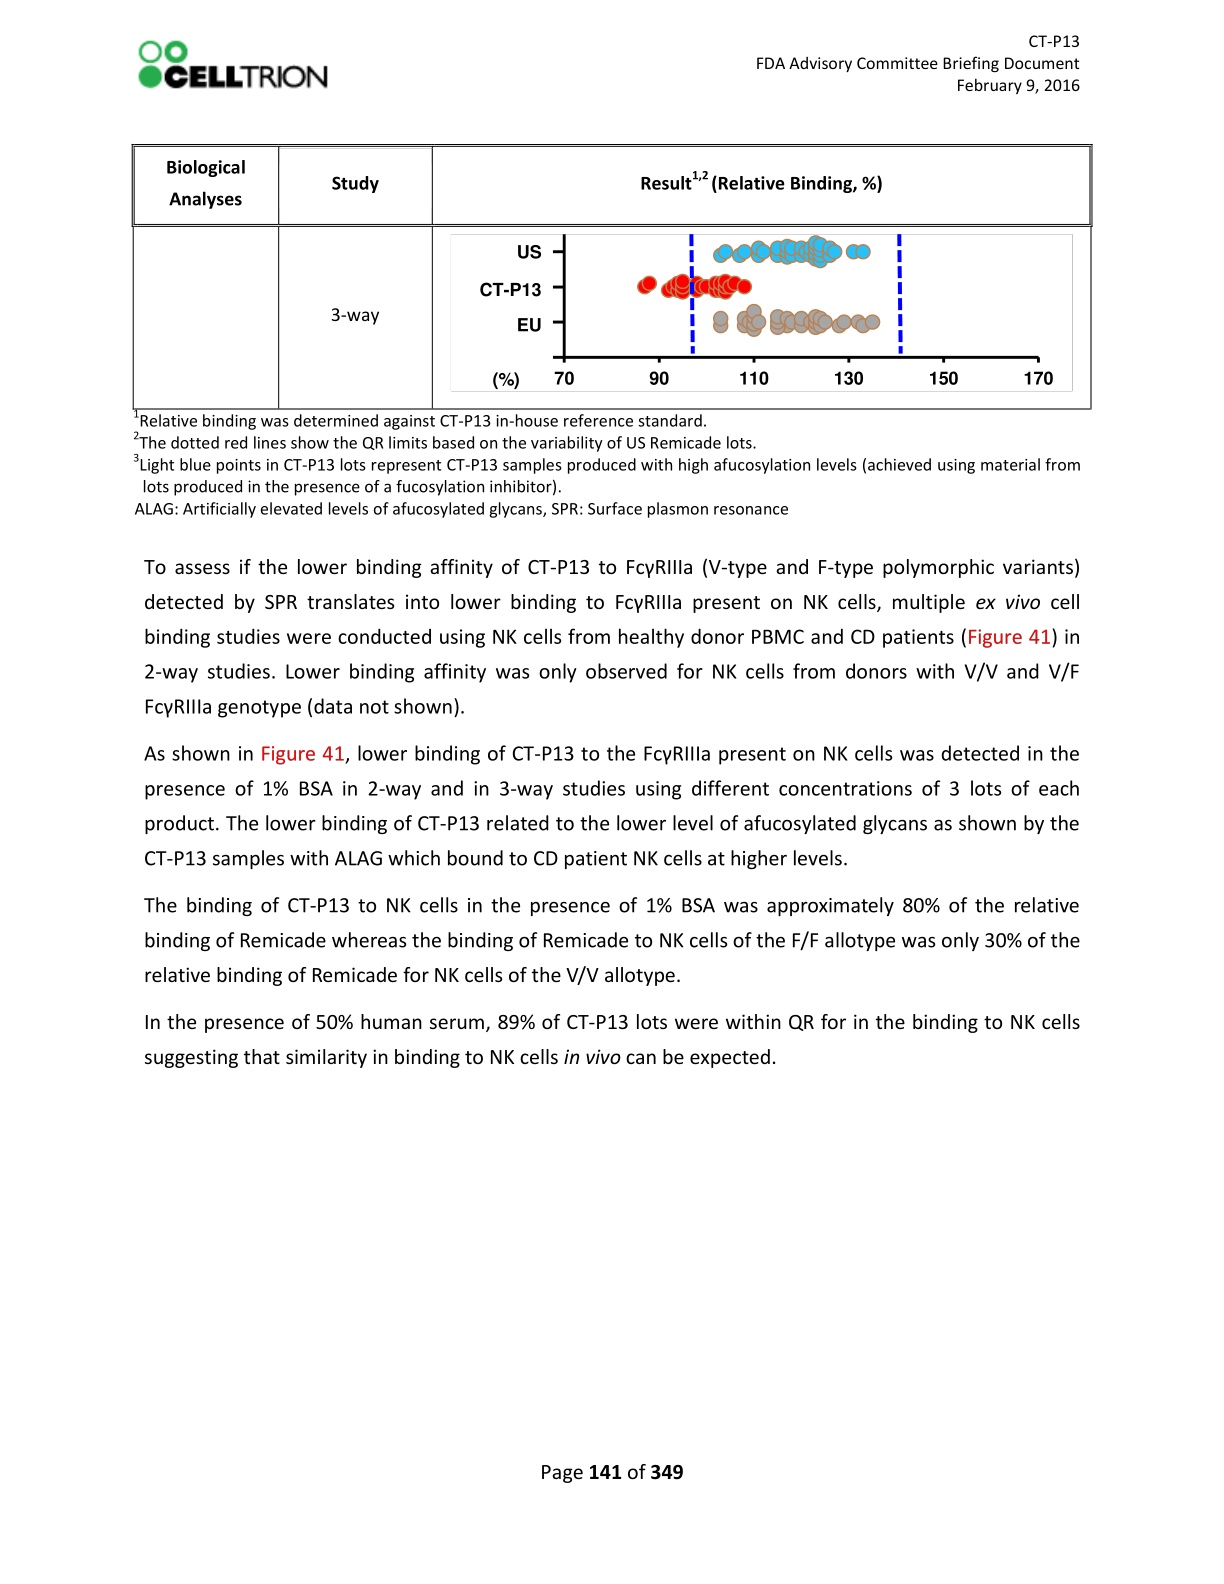 CELLTRION
CT-P13
FDA Advisory Committee Briefing Document
February 9, 2016
Biological
Analyses
Study
Result1,2 (Relative Binding, %)
3-way
US
CT-P13
EU
(%) 70 90 110 130 150 170
1Relative binding was determined against CT-P13 in-house reference standard.
2The dotted red lines show the QR limits based on the variability of US Remicade lots.
3Light blue points in CT-P13 lots represent CT-P13 samples produced with high afucosylation levels (achieved using material from
lots produced in the presence of a fucosylation inhibitor).
ALAG: Artificially elevated levels of afucosylated glycans, SPR: Surface plasmon resonance
To assess if the lower binding affinity of CT-P13 to FcγRIIIa (V-type and F-type polymorphic variants)
detected by SPR translates into lower binding to FcγRIIIa present on NK cells, multiple ex vivo cell
binding studies were conducted using NK cells from healthy donor PBMC and CD patients (Figure 41) in
2-way studies. Lower binding affinity was only observed for NK cells from donors with V/V and V/F
FcγRIIIa genotype (data not shown).
As shown in Figure 41, lower binding of CT-P13 to the FcγRIIIa present on NK cells was detected in the
presence of 1% BSA in 2-way and in 3-way studies using different concentrations of 3 lots of each
product. The lower binding of CT-P13 related to the lower level of afucosylated glycans as shown by the
CT-P13 samples with ALAG which bound to CD patient NK cells at higher levels.
The binding of CT-P13 to NK cells in the presence of 1% BSA was approximately 80% of the relative
binding of Remicade whereas the binding of Remicade to NK cells of the F/F allotype was only 30% of the
relative binding of Remicade for NK cells of the V/V allotype.
In the presence of 50% human serum, 89% of CT-P13 lots were within QR for in the binding to NK cells
suggesting that similarity in binding to NK cells in vivo can be expected.
Page 141 of 349